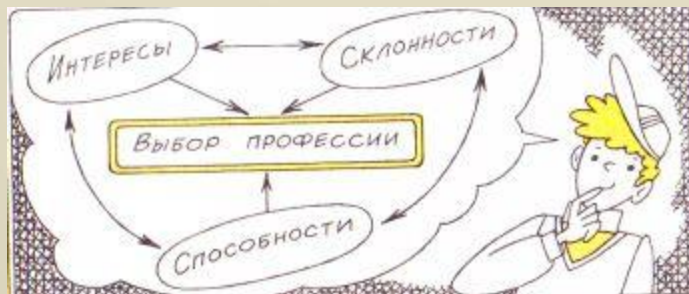 Интересы
Склонности
Выбор профессии
Способности